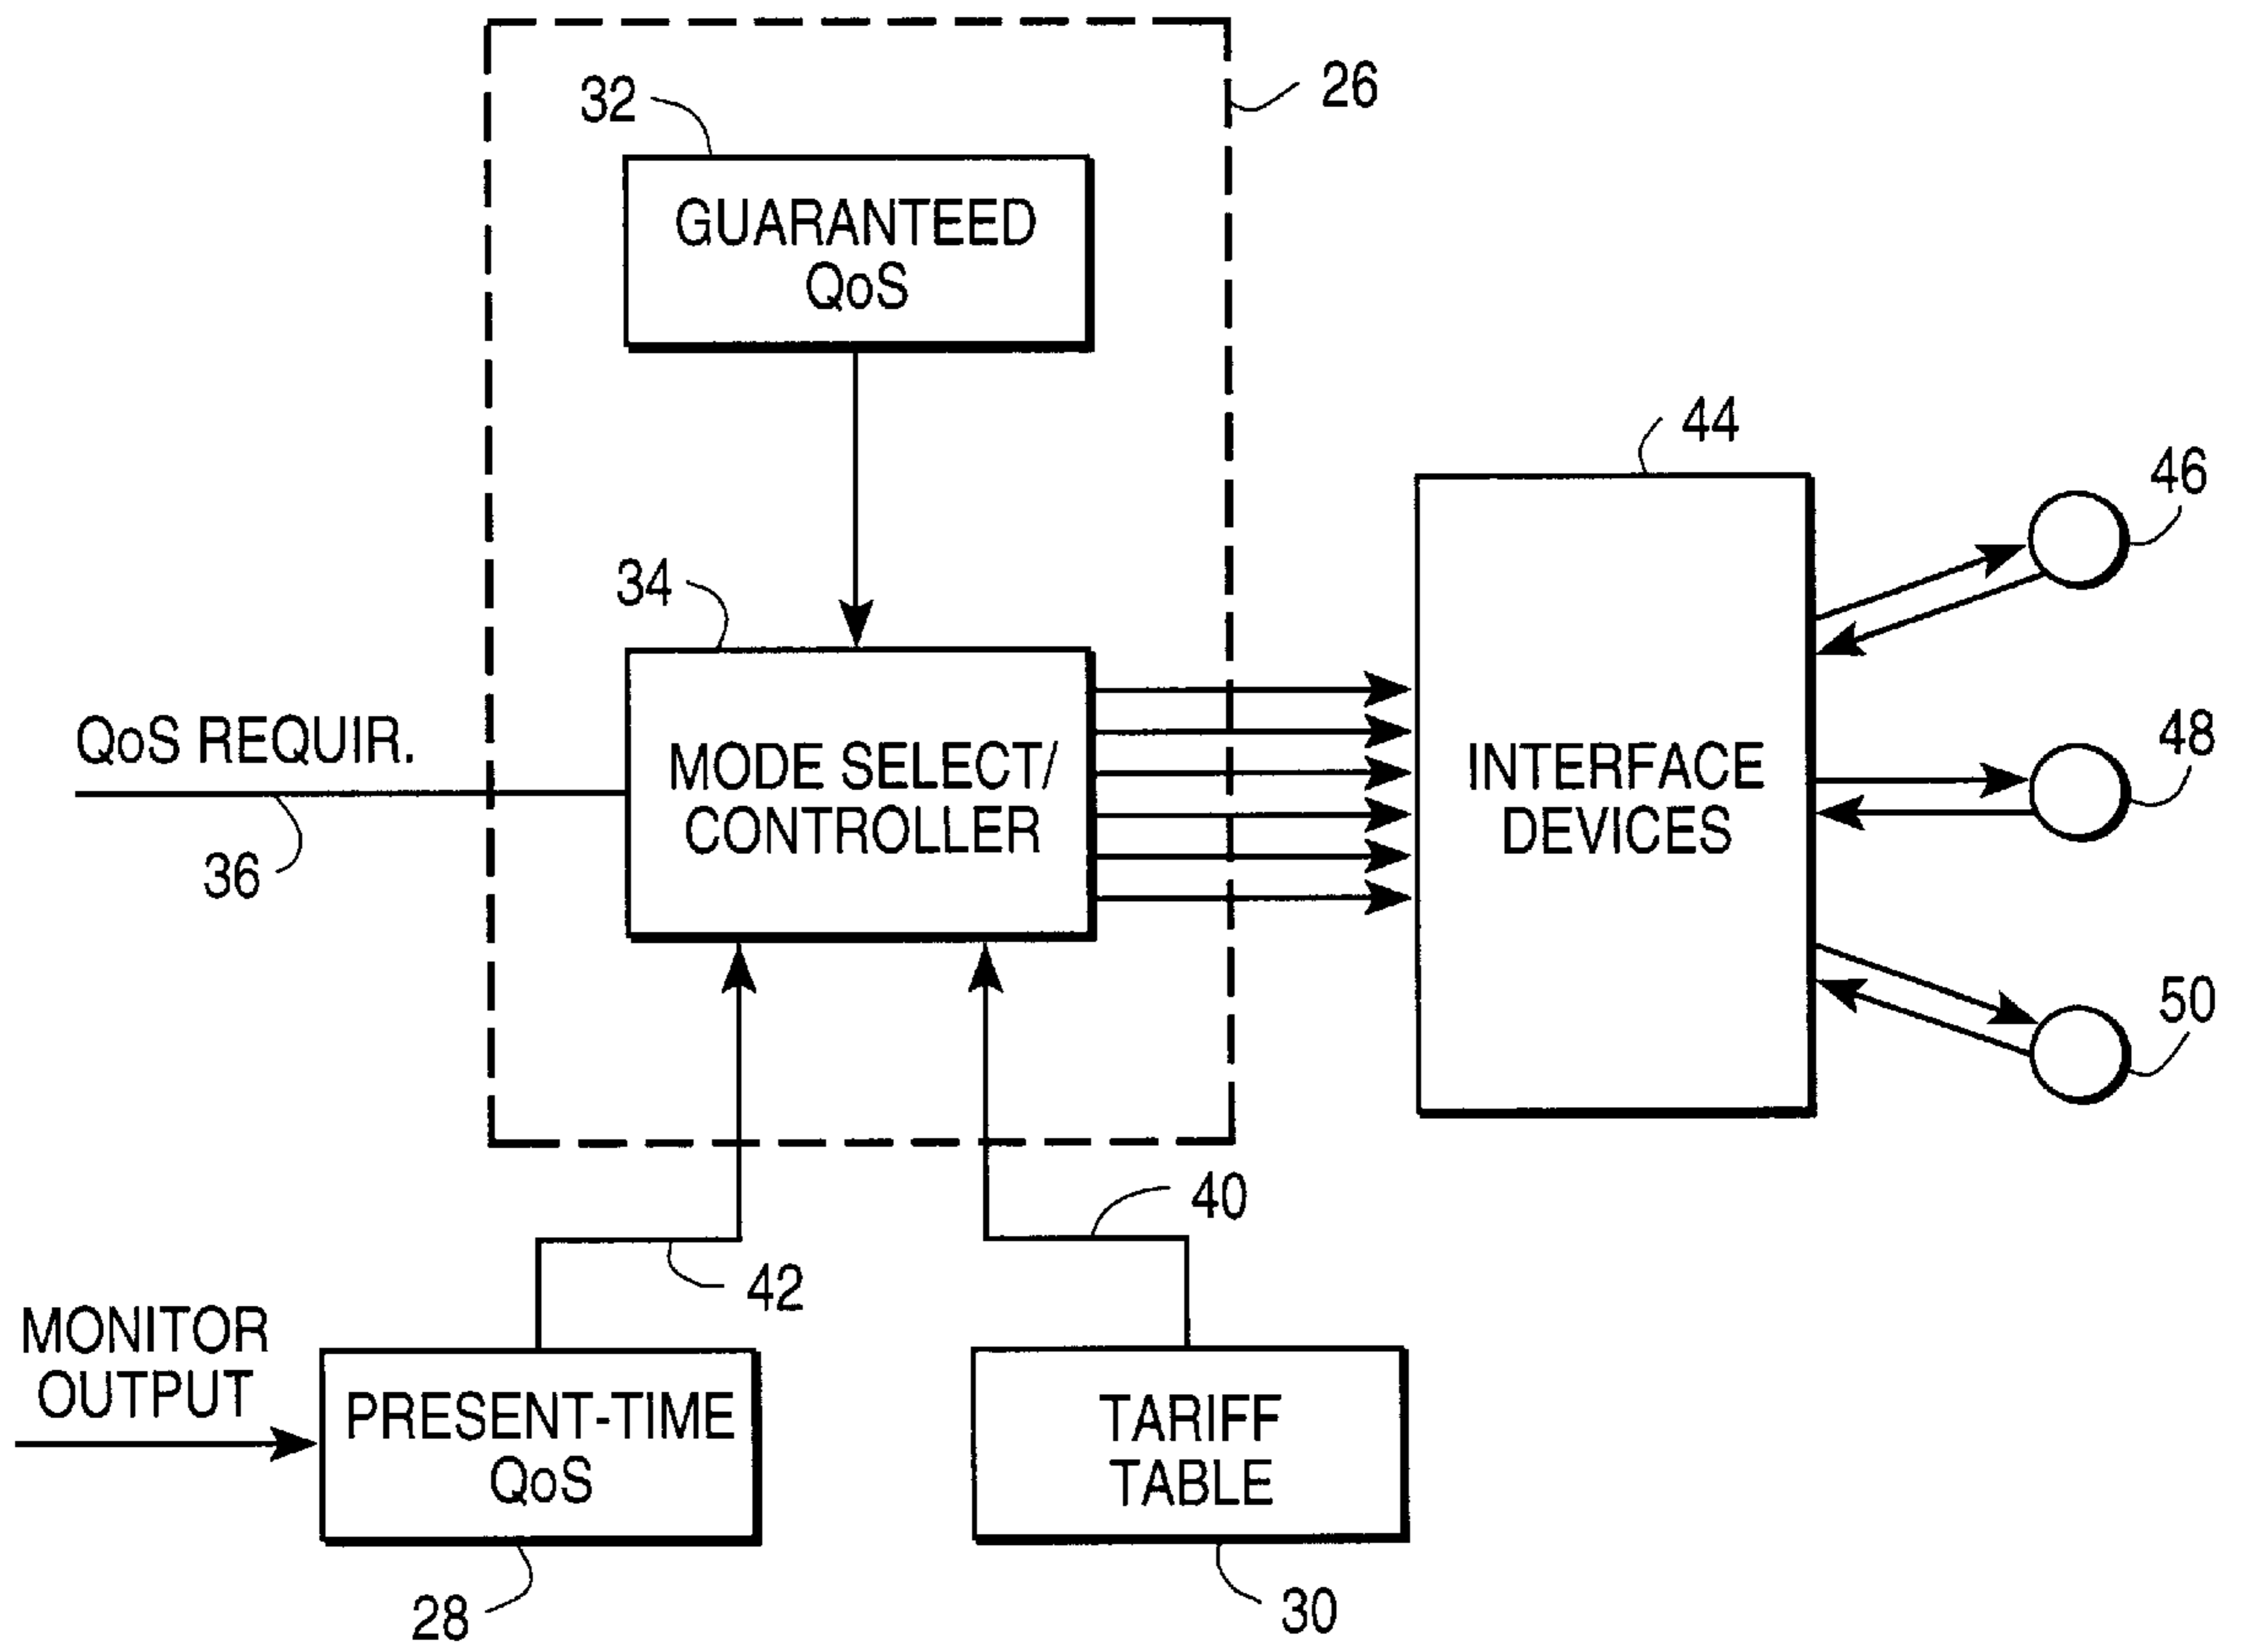 32
26
GUARANTEED
QoS
44
46
34
QoS REQUIR.
36
MODE SELECT/
CONTROLLER
INTERFACE
DEVICES
48
50
40
42
MONITOR
OUTPUT
PRESENT-TIME
QoS
TARIFF
TABLE
28
30